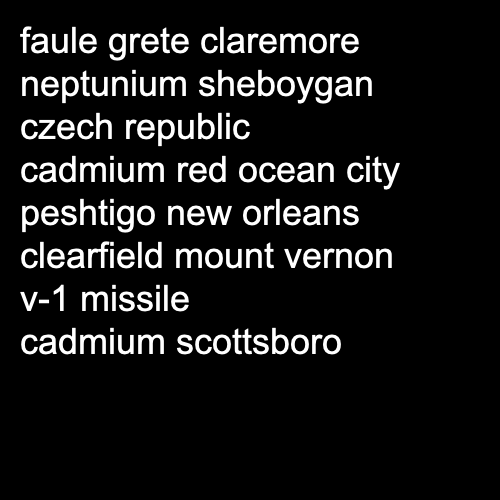 faule grete claremore
neptunium sheboygan
czech republic
cadmium red ocean city
peshtigo new orleans
clearfield mount vernon
v-1 missile
cadmium scottsboro